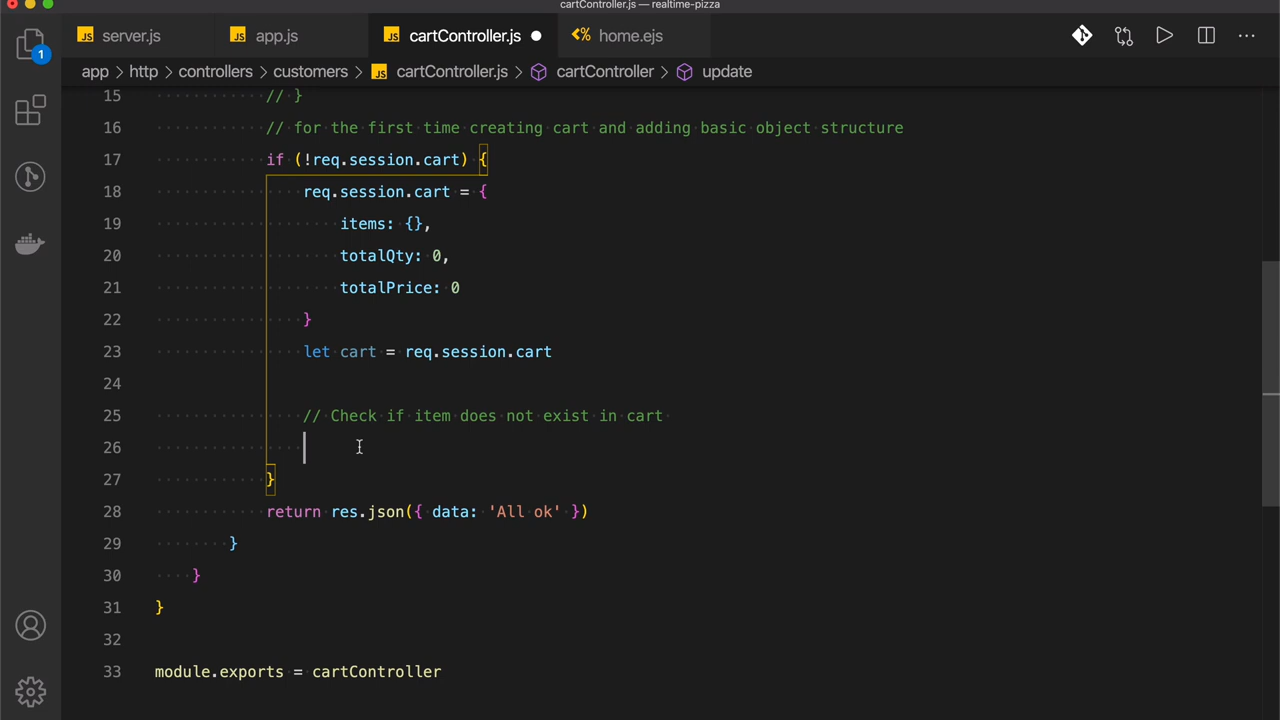 cartController.js — realtime-pizza
JS server.js JS app.js JS cartController.js <% home.ejs
1
app > http > controllers > customers > JS cartController.js > cartController > update
15 // }
16 // for the first time creating cart and adding basic object structure
17 if (!req.session.cart) {
18 req.session.cart = {
19 items: {},
20 totalQty: 0,
21 totalPrice: 0
22 }
23 let cart = req.session.cart
24
25 // Check if item does not exist in cart
26
27 }
28 return res.json({ data: 'All ok' })
29 }
30 }
31 }
32
33 module.exports = cartController